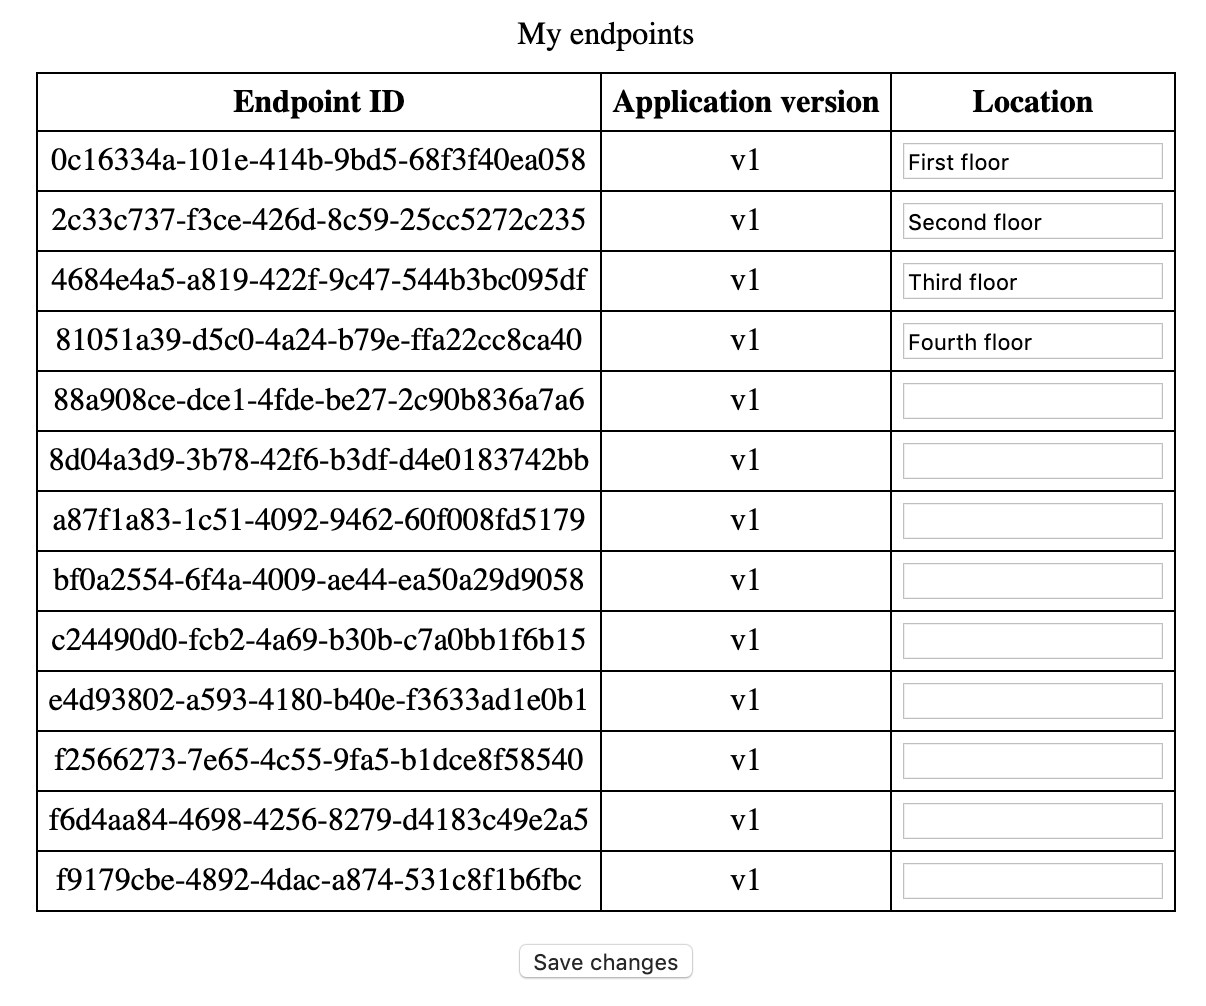 My endpoints
Endpoint ID Application version Location
0c16334a-101e-414b-9bd5-68f3f40ea058 v1 First floor
2c33c737-f3ce-426d-8c59-25cc5272c235 v1 Second floor
4684e4a5-a819-422f-9c47-544b3bc095df v1 Third floor
81051a39-d5c0-4a24-b79e-ffa22cc8ca40 v1 Fourth floor
88a908ce-dce1-4fde-be27-2c90b836a7a6 v1
8d04a3d9-3b78-42f6-b3df-d4e0183742bb v1
a87f1a83-1c51-4092-9462-60f008fd5179 v1
bf0a2554-6f4a-4009-ae44-ea50a29d9058 v1
c24490d0-fcb2-4a69-b30b-c7a0bb1f6b15 v1
e4d93802-a593-4180-b40e-f3633ad1e0b1 v1
f2566273-7e65-4c55-9fa5-b1dce8f58540 v1
f6d4aa84-4698-4256-8279-d4183c49e2a5 v1
f9179cbe-4892-4dac-a874-531c8f1b6fbc v1
Save changes